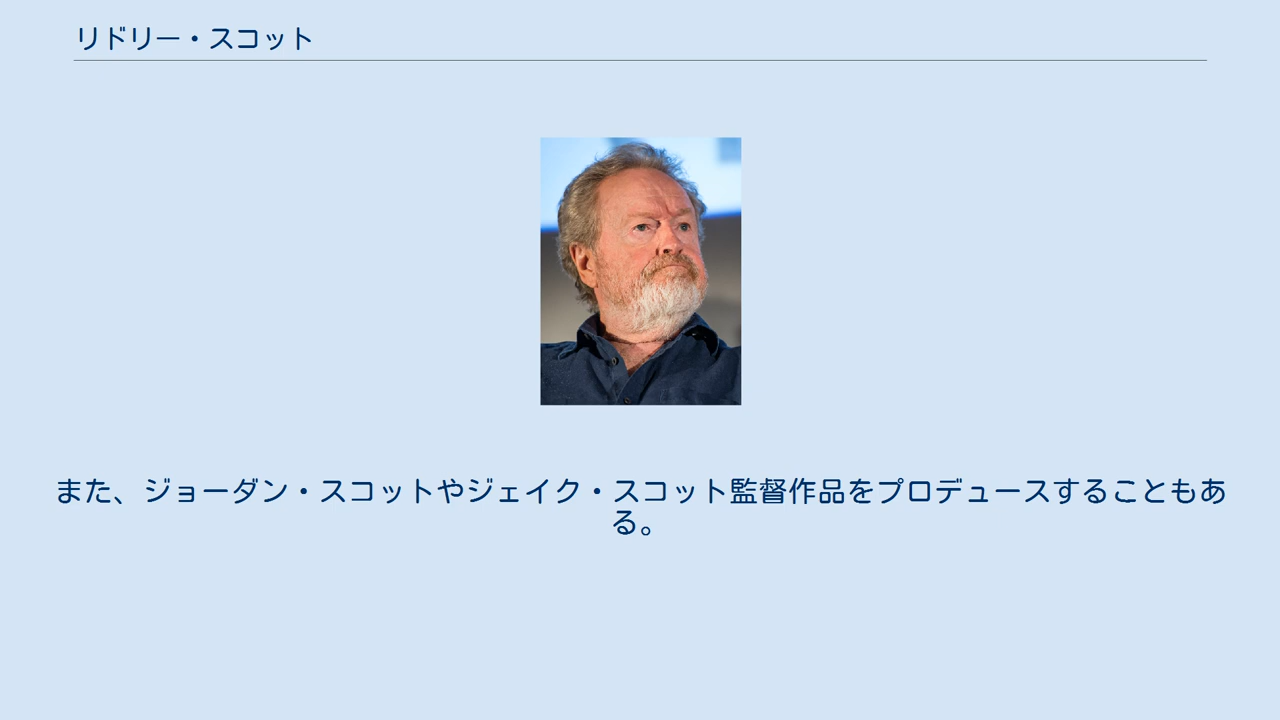 リドリー・スコット
また、ジョーダン・スコットやジェイク・スコット監督作品をプロデュースすることもあ
る。